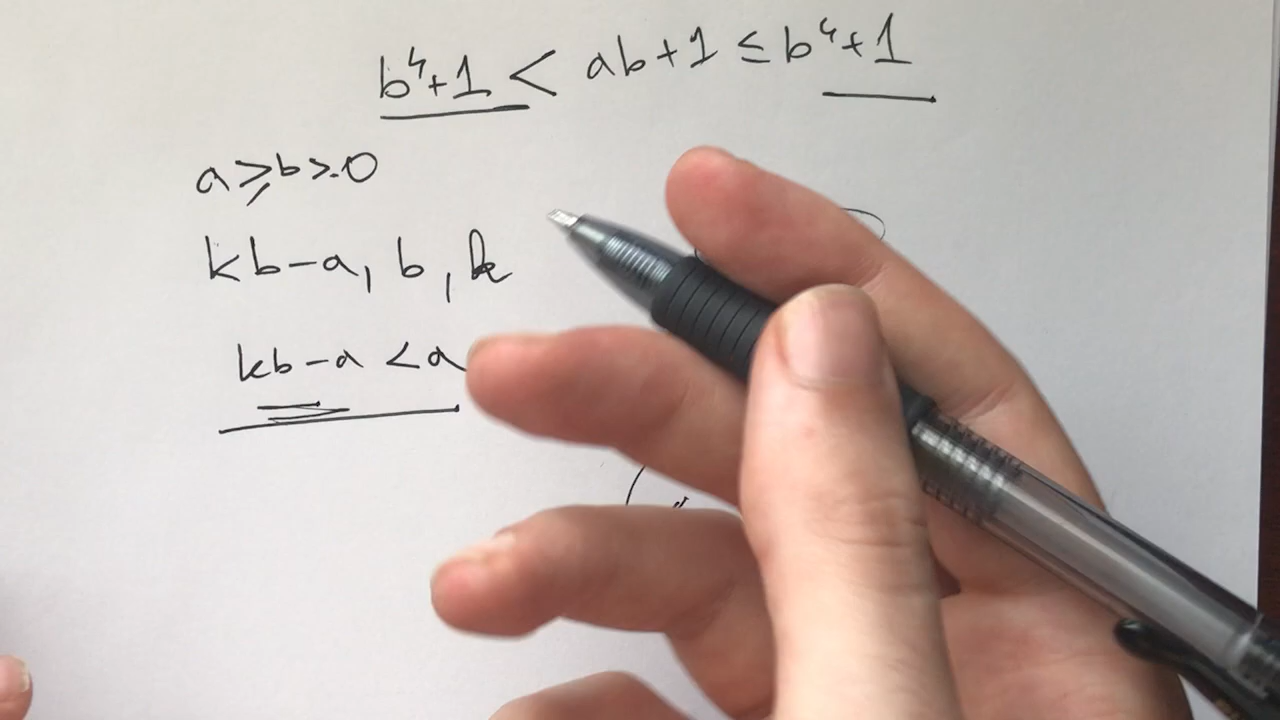 b⁴+1 < ab+1 ≤ b⁴+1
a ⩾ b > 0
kb-a, b, k
kb-a < a